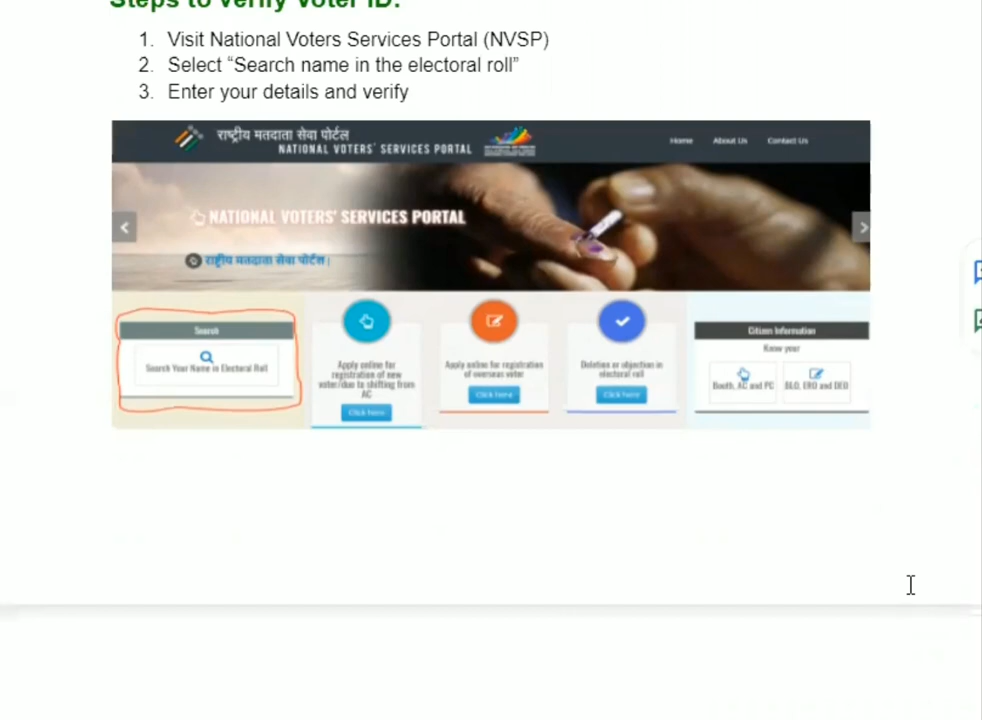 Steps to verify Voter ID:
1. Visit National Voters Services Portal (NVSP)
2. Select “Search name in the electoral roll”
3. Enter your details and verify
राष्ट्रीय मतदाता सेवा पोर्टल
NATIONAL VOTERS' SERVICES PORTAL
Home About Us Contact Us
NATIONAL VOTERS' SERVICES PORTAL
राष्ट्रीय मतदाता सेवा पोर्टल|
Search
Search Your Name in Electoral Roll
Apply online for
registration of new
voter/due to shifting from
AC
Click here
Apply online for registration
of overseas voter
Click here
Deletion or objection in
electoral roll
Click here
Citizen Information
Know your
Booth, AC and PC
BLO, ERO and DEO